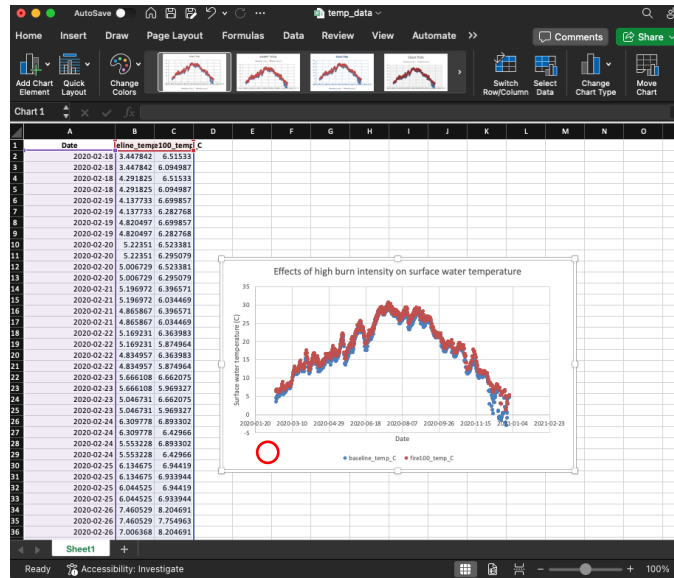 AutoSave temp_data
Home Insert Draw Page Layout Formulas Data Review View Automate >> Comments Share
Add Chart Element Quick Layout Change Colors Switch Row/Column Select Data Change Chart Type Move Chart
Chart 1 fx
A B C D E F G H I J K L M N O
1 Date eline_temp e100_temp_C
2 2020-02-18 3.447842 6.51533
3 2020-02-18 3.447842 6.094987
4 2020-02-18 4.291825 6.51533
5 2020-02-18 4.291825 6.094987
6 2020-02-19 4.137733 6.699857
7 2020-02-19 4.137733 6.282768
8 2020-02-19 4.820497 6.699857
9 2020-02-19 4.820497 6.282768
10 2020-02-20 5.22351 6.523381
11 2020-02-20 5.22351 6.295079
12 2020-02-20 5.006729 6.523381
13 2020-02-20 5.006729 6.295079
14 2020-02-21 5.196972 6.396571
15 2020-02-21 5.196972 6.034469
16 2020-02-21 4.865867 6.396571
17 2020-02-21 4.865867 6.034469
18 2020-02-22 5.169231 6.363983
19 2020-02-22 5.169231 5.874964
20 2020-02-22 4.834957 6.363983
21 2020-02-22 4.834957 5.874964
22 2020-02-23 5.666108 6.662075
23 2020-02-23 5.666108 5.969327
24 2020-02-23 5.046731 6.662075
25 2020-02-23 5.046731 5.969327
26 2020-02-24 6.309778 6.893302
27 2020-02-24 6.309778 6.42966
28 2020-02-24 5.553228 6.893302
29 2020-02-24 5.553228 6.42966
30 2020-02-25 6.134675 6.94419
31 2020-02-25 6.134675 6.933944
32 2020-02-25 6.044525 6.94419
33 2020-02-25 6.044525 6.933944
34 2020-02-26 7.460529 8.204691
35 2020-02-26 7.460529 7.754963
36 2020-02-26 7.006368 8.204691
Effects of high burn intensity on surface water temperature
Surface water temperature (C)
35
30
25
20
15
10
5
0
-5
2020-01-20 2020-03-10 2020-04-29 2020-06-18 2020-08-07 2020-09-26 2020-11-15 2021-01-04 2021-02-23
Date
baseline_temp_C fire100_temp_C
Sheet1 +
Ready Accessibility: Investigate 100%